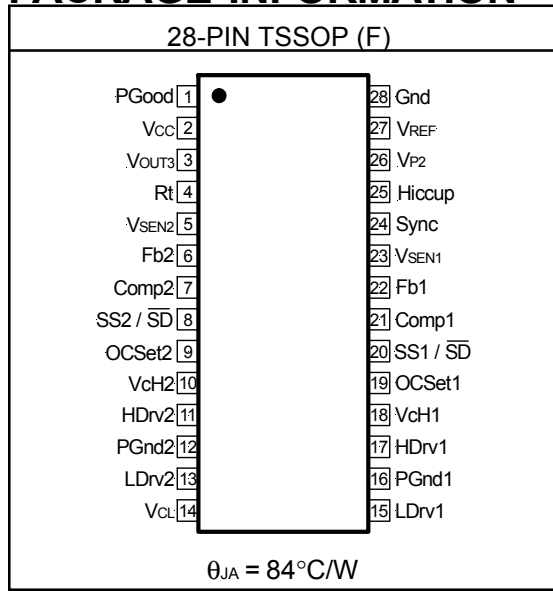 PACKAGE INFORMATION
28-PIN TSSOP (F)
PGood 1
VCC 2
VOUT3 3
Rt 4
VSEN2 5
Fb2 6
Comp2 7
SS2 / S̅D̅ 8
OCSet2 9
VcH2 10
HDrv2 11
PGnd2 12
LDrv2 13
VCL 14
28 Gnd
27 VREF
26 VP2
25 Hiccup
24 Sync
23 VSEN1
22 Fb1
21 Comp1
20 SS1 / S̅D̅
19 OCSet1
18 VcH1
17 HDrv1
16 PGnd1
15 LDrv1
θJA = 84°C/W